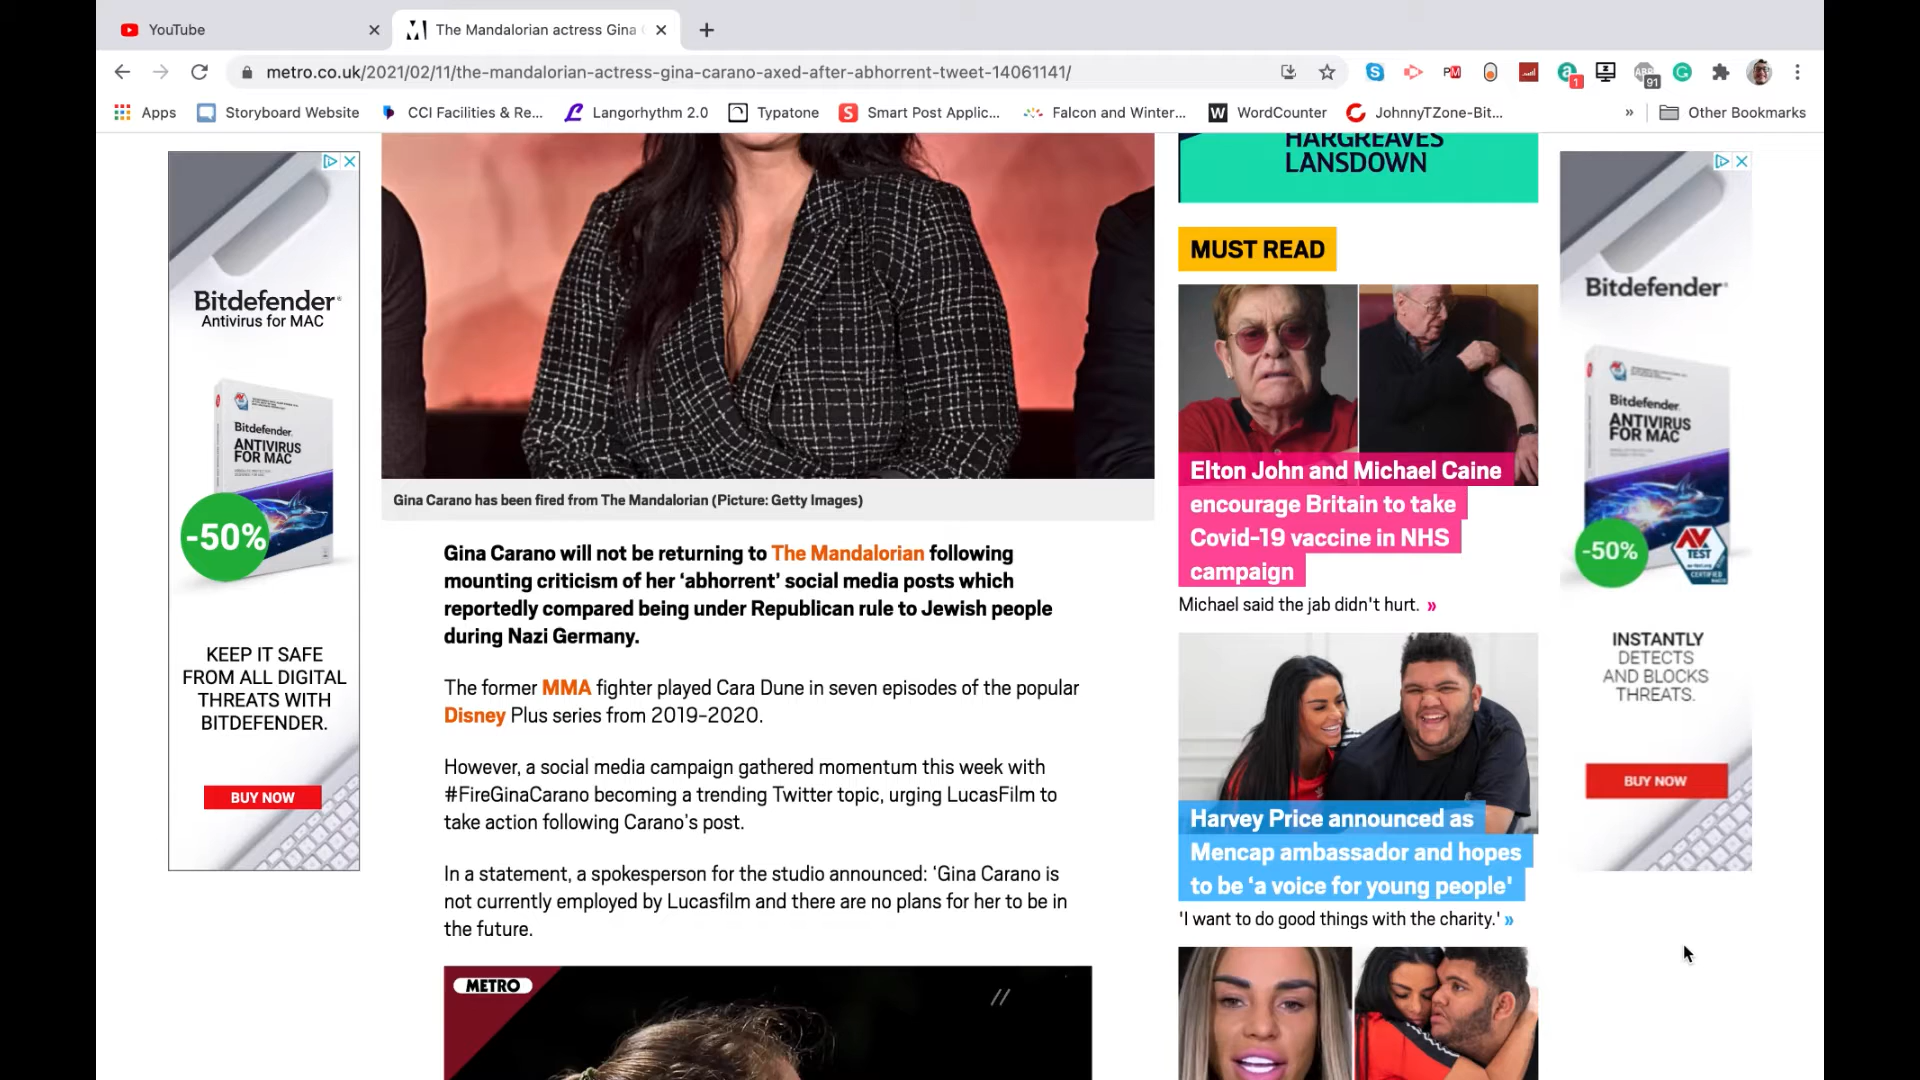 YouTube
The Mandalorian actress Gina
metro.co.uk/2021/02/11/the-mandalorian-actress-gina-carano-axed-after-abhorrent-tweet-14061141/
PM
1
ABP
91
Apps
Storyboard Website
CCI Facilities & Re...
Langorhythm 2.0
Typatone
Smart Post Applic...
Falcon and Winter...
WordCounter
JohnnyTZone-Bit...
»
Other Bookmarks
Bitdefender
Antivirus for MAC
Bitdefender
ANTIVIRUS
FOR MAC
-50%
KEEP IT SAFE
FROM ALL DIGITAL
THREATS WITH
BITDEFENDER.
BUY NOW
Gina Carano has been fired from The Mandalorian (Picture: Getty Images)
Gina Carano will not be returning to The Mandalorian following
mounting criticism of her ‘abhorrent’ social media posts which
reportedly compared being under Republican rule to Jewish people
during Nazi Germany.
The former MMA fighter played Cara Dune in seven episodes of the popular
Disney Plus series from 2019–2020.
However, a social media campaign gathered momentum this week with
#FireGinaCarano becoming a trending Twitter topic, urging LucasFilm to
take action following Carano’s post.
In a statement, a spokesperson for the studio announced: ‘Gina Carano is
not currently employed by Lucasfilm and there are no plans for her to be in
the future.
METRO
HARGREAVES
LANSDOWN
MUST READ
Elton John and Michael Caine
encourage Britain to take
Covid-19 vaccine in NHS
campaign
Michael said the jab didn't hurt. »
Harvey Price announced as
Mencap ambassador and hopes
to be ‘a voice for young people'
'I want to do good things with the charity.' »
Bitdefender
Bitdefender
ANTIVIRUS
FOR MAC
-50%
AV
TEST
CERTIFIED
INSTANTLY
DETECTS
AND BLOCKS
THREATS.
BUY NOW